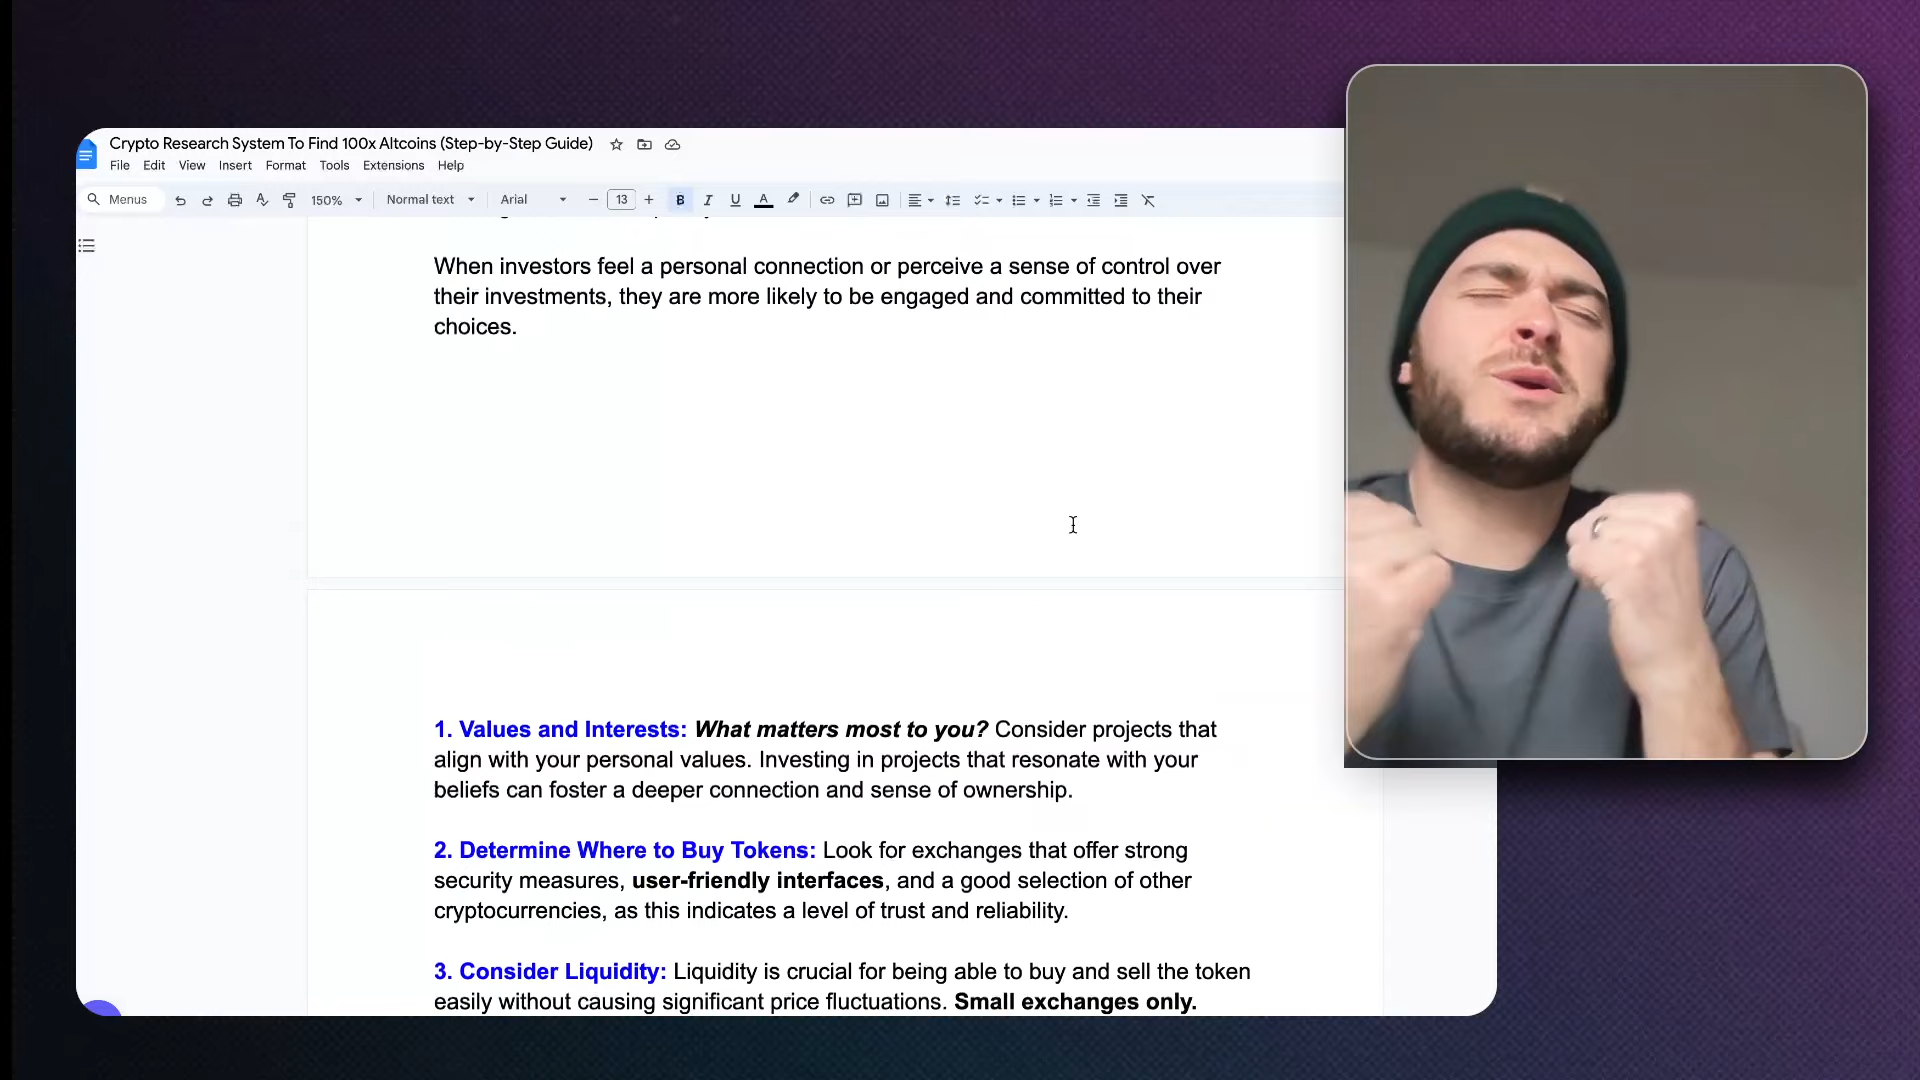 Crypto Research System To Find 100x Altcoins (Step-by-Step Guide)
File Edit View Insert Format Tools Extensions Help
Menus 150% Normal text Arial 13 B I U A
When investors feel a personal connection or perceive a sense of control over
their investments, they are more likely to be engaged and committed to their
choices.
1. Values and Interests: What matters most to you? Consider projects that
align with your personal values. Investing in projects that resonate with your
beliefs can foster a deeper connection and sense of ownership.
2. Determine Where to Buy Tokens: Look for exchanges that offer strong
security measures, user-friendly interfaces, and a good selection of other
cryptocurrencies, as this indicates a level of trust and reliability.
3. Consider Liquidity: Liquidity is crucial for being able to buy and sell the token
easily without causing significant price fluctuations. Small exchanges only.